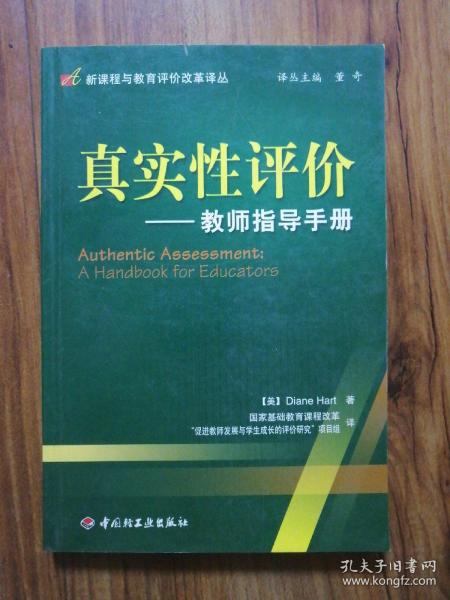 新课程与教育评价改革译丛
译丛主编 董奇
真实性评价
——教师指导手册
Authentic Assessment:
A Handbook for Educators
【美】Diane Hart 著
国家基础教育课程改革
“促进教师发展与学生成长的评价研究”项目组 译
中国轻工业出版社
孔夫子旧书网
www.kongfz.com